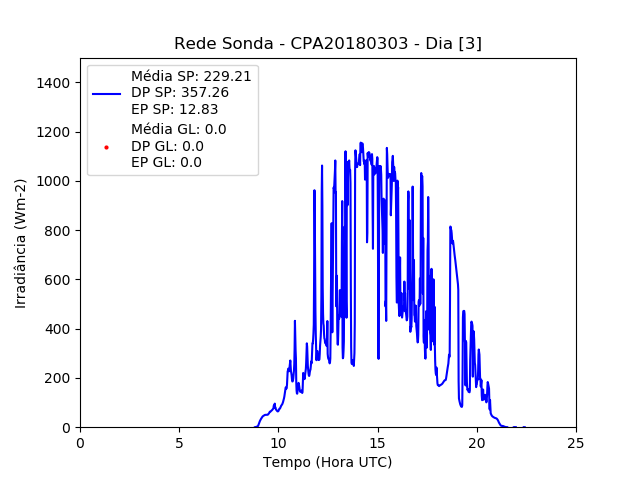 Rede Sonda - CPA20180303 - Dia [3]
Média SP: 229.21
DP SP: 357.26
EP SP: 12.83
Média GL: 0.0
DP GL: 0.0
EP GL: 0.0
Irradiância (Wm-2)
1400
1200
1000
800
600
400
200
0
0 5 10 15 20 25
Tempo (Hora UTC)